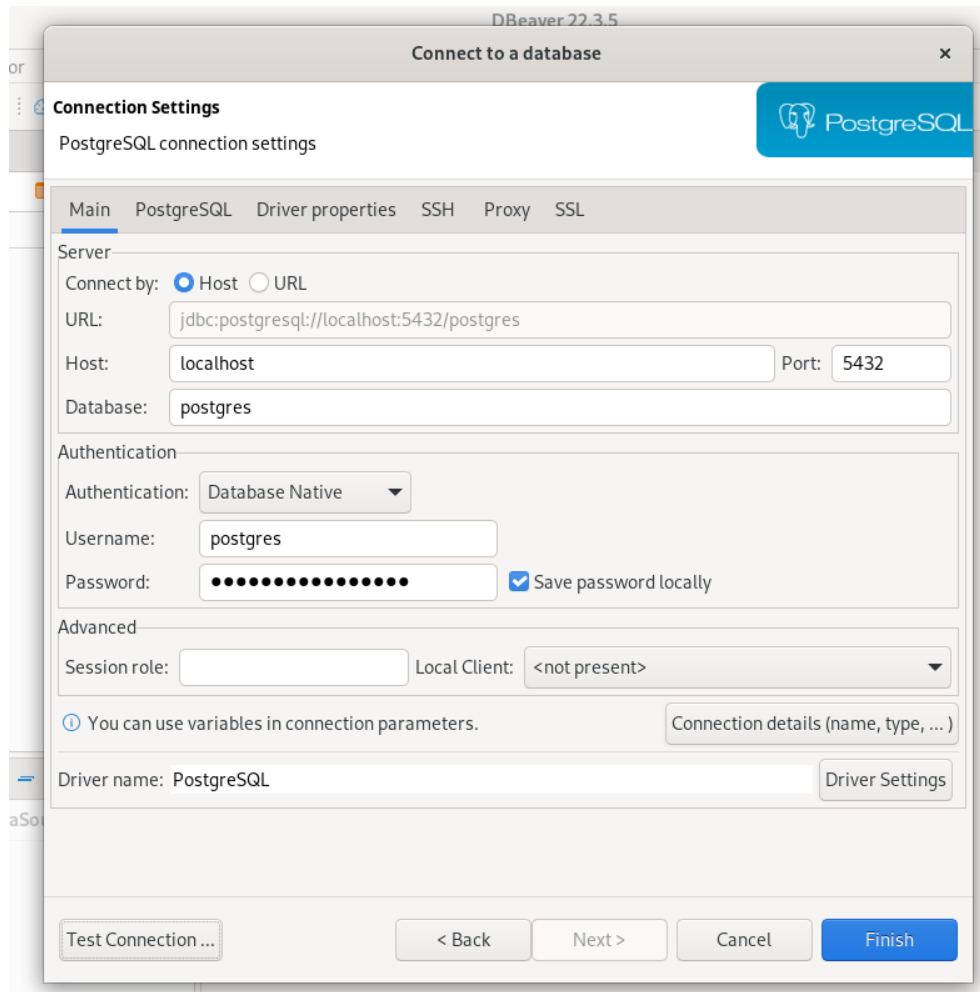 DBeaver 22.3.5
Connect to a database ×
or
Connection Settings
PostgreSQL connection settings
PostgreSQL
Main PostgreSQL Driver properties SSH Proxy SSL
Server
Connect by: Host URL
URL: jdbc:postgresql://localhost:5432/postgres
Host: localhost Port: 5432
Database: postgres
Authentication
Authentication: Database Native
Username: postgres
Password: ●●●●●●●●●●●●●●●● Save password locally
Advanced
Session role: Local Client: <not present>
You can use variables in connection parameters. Connection details (name, type, ... )
Driver name: PostgreSQL Driver Settings
aSou
Test Connection ... < Back Next > Cancel Finish